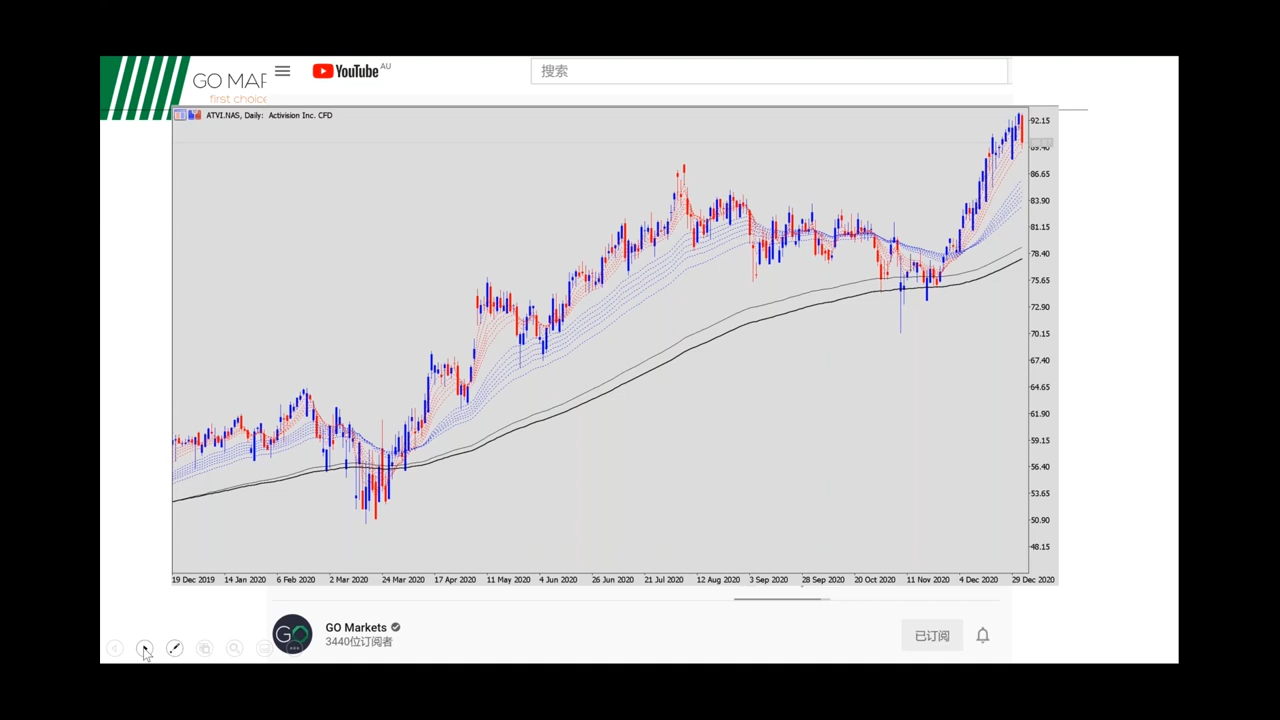 GO MAR
first choice
YouTube AU
搜索
ATVI.NAS, Daily: Activision Inc. CFD
92.15
89.40
86.65
83.90
81.15
78.40
75.65
72.90
70.15
67.40
64.65
61.90
59.15
56.40
53.65
50.90
48.15
19 Dec 2019 14 Jan 2020 6 Feb 2020 2 Mar 2020 24 Mar 2020 17 Apr 2020 11 May 2020 4 Jun 2020 26 Jun 2020 21 Jul 2020 12 Aug 2020 3 Sep 2020 28 Sep 2020 20 Oct 2020 11 Nov 2020 4 Dec 2020 29 Dec 2020
GO
GO Markets
3440位订阅者
已订阅